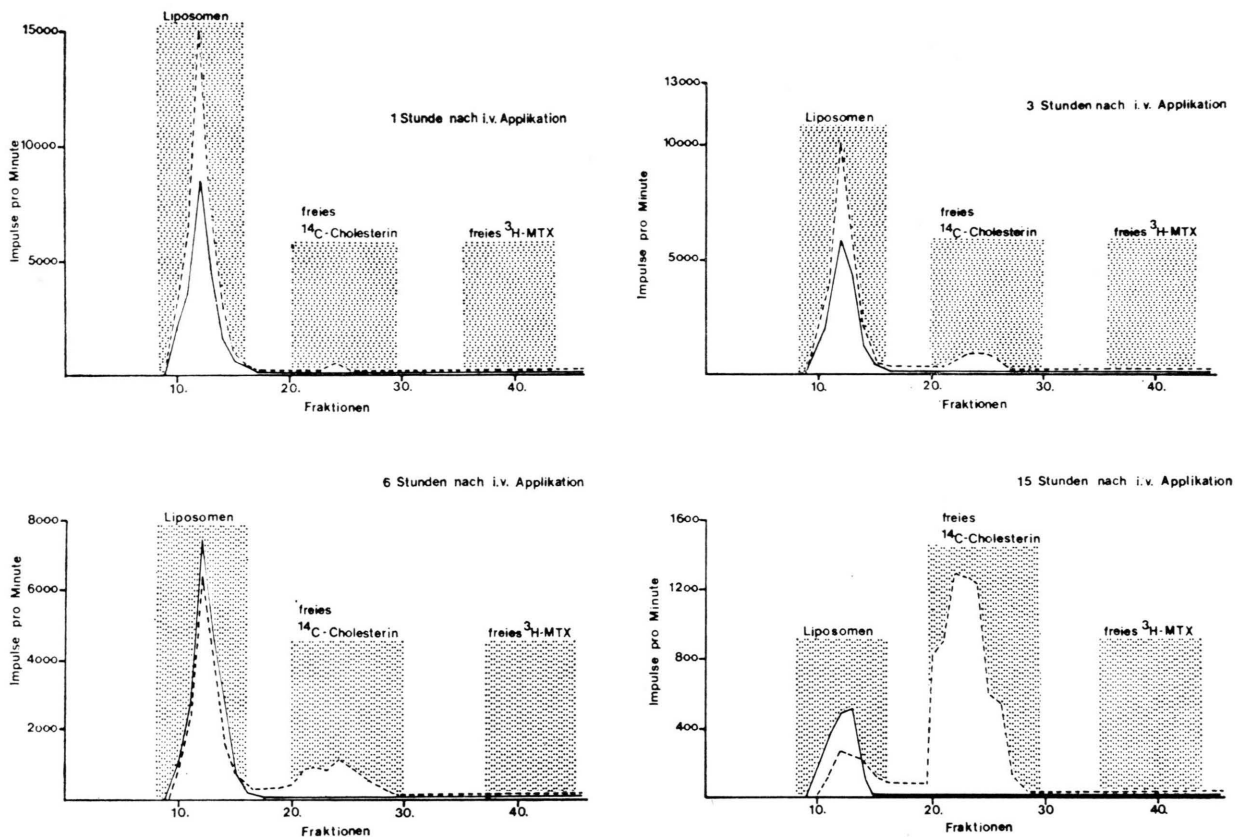 Liposomen
15000
10000
5000
Impulse pro Minute
1 Stunde nach i.v. Applikation
freies
14C-Cholesterin
freies 3H-MTX
10. 20. 30. 40.
Fraktionen
13000
10000
5000
Impulse pro Minute
3 Stunden nach i.v. Applikation
Liposomen
freies
14C-Cholesterin
freies 3H-MTX
10. 20. 30. 40.
Fraktionen
6 Stunden nach i.v. Applikation
8000
6000
4000
2000
Impulse pro Minute
Liposomen
freies
14C-Cholesterin
freies 3H-MTX
10. 20. 30. 40.
Fraktionen
15 Stunden nach i.v. Applikation
1600
1200
800
400
Impulse pro Minute
freies
14C-Cholesterin
Liposomen
freies 3H-MTX
10. 20. 30. 40.
Fraktionen